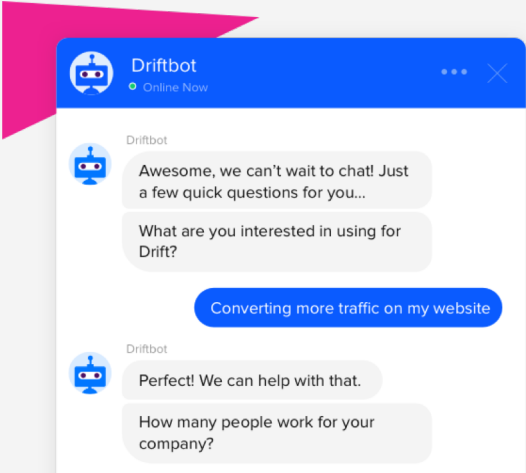 Driftbot
Online Now
Driftbot
Awesome, we can’t wait to chat! Just
a few quick questions for you...
What are you interested in using for
Drift?
Converting more traffic on my website
Driftbot
Perfect! We can help with that.
How many people work for your
company?